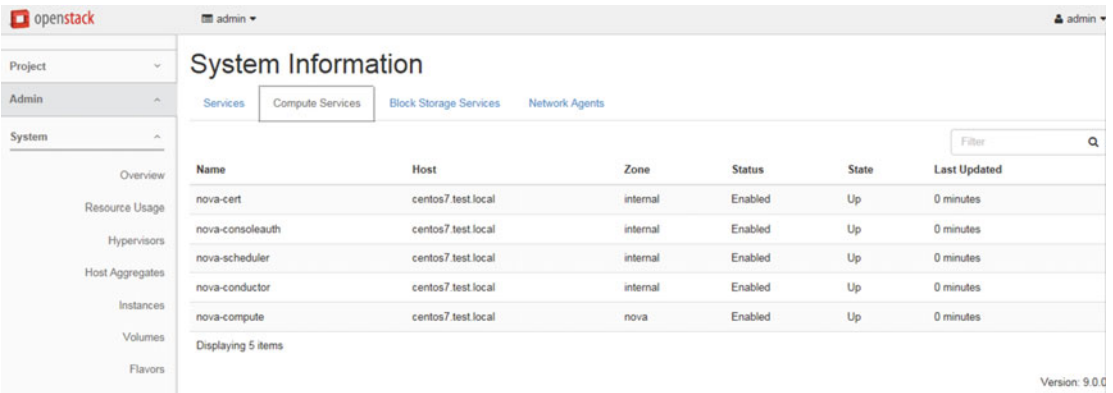 openstack admin admin
Project
System Information
Admin
Services Compute Services Block Storage Services Network Agents
System
Filter
Overview
Name Host Zone Status State Last Updated
nova-cert centos7.test.local internal Enabled Up 0 minutes
Resource Usage
nova-consoleauth centos7.test.local internal Enabled Up 0 minutes
Hypervisors
nova-scheduler centos7.test.local internal Enabled Up 0 minutes
Host Aggregates
nova-conductor centos7.test.local internal Enabled Up 0 minutes
Instances
nova-compute centos7.test.local nova Enabled Up 0 minutes
Volumes
Displaying 5 items
Flavors
Version: 9.0.0